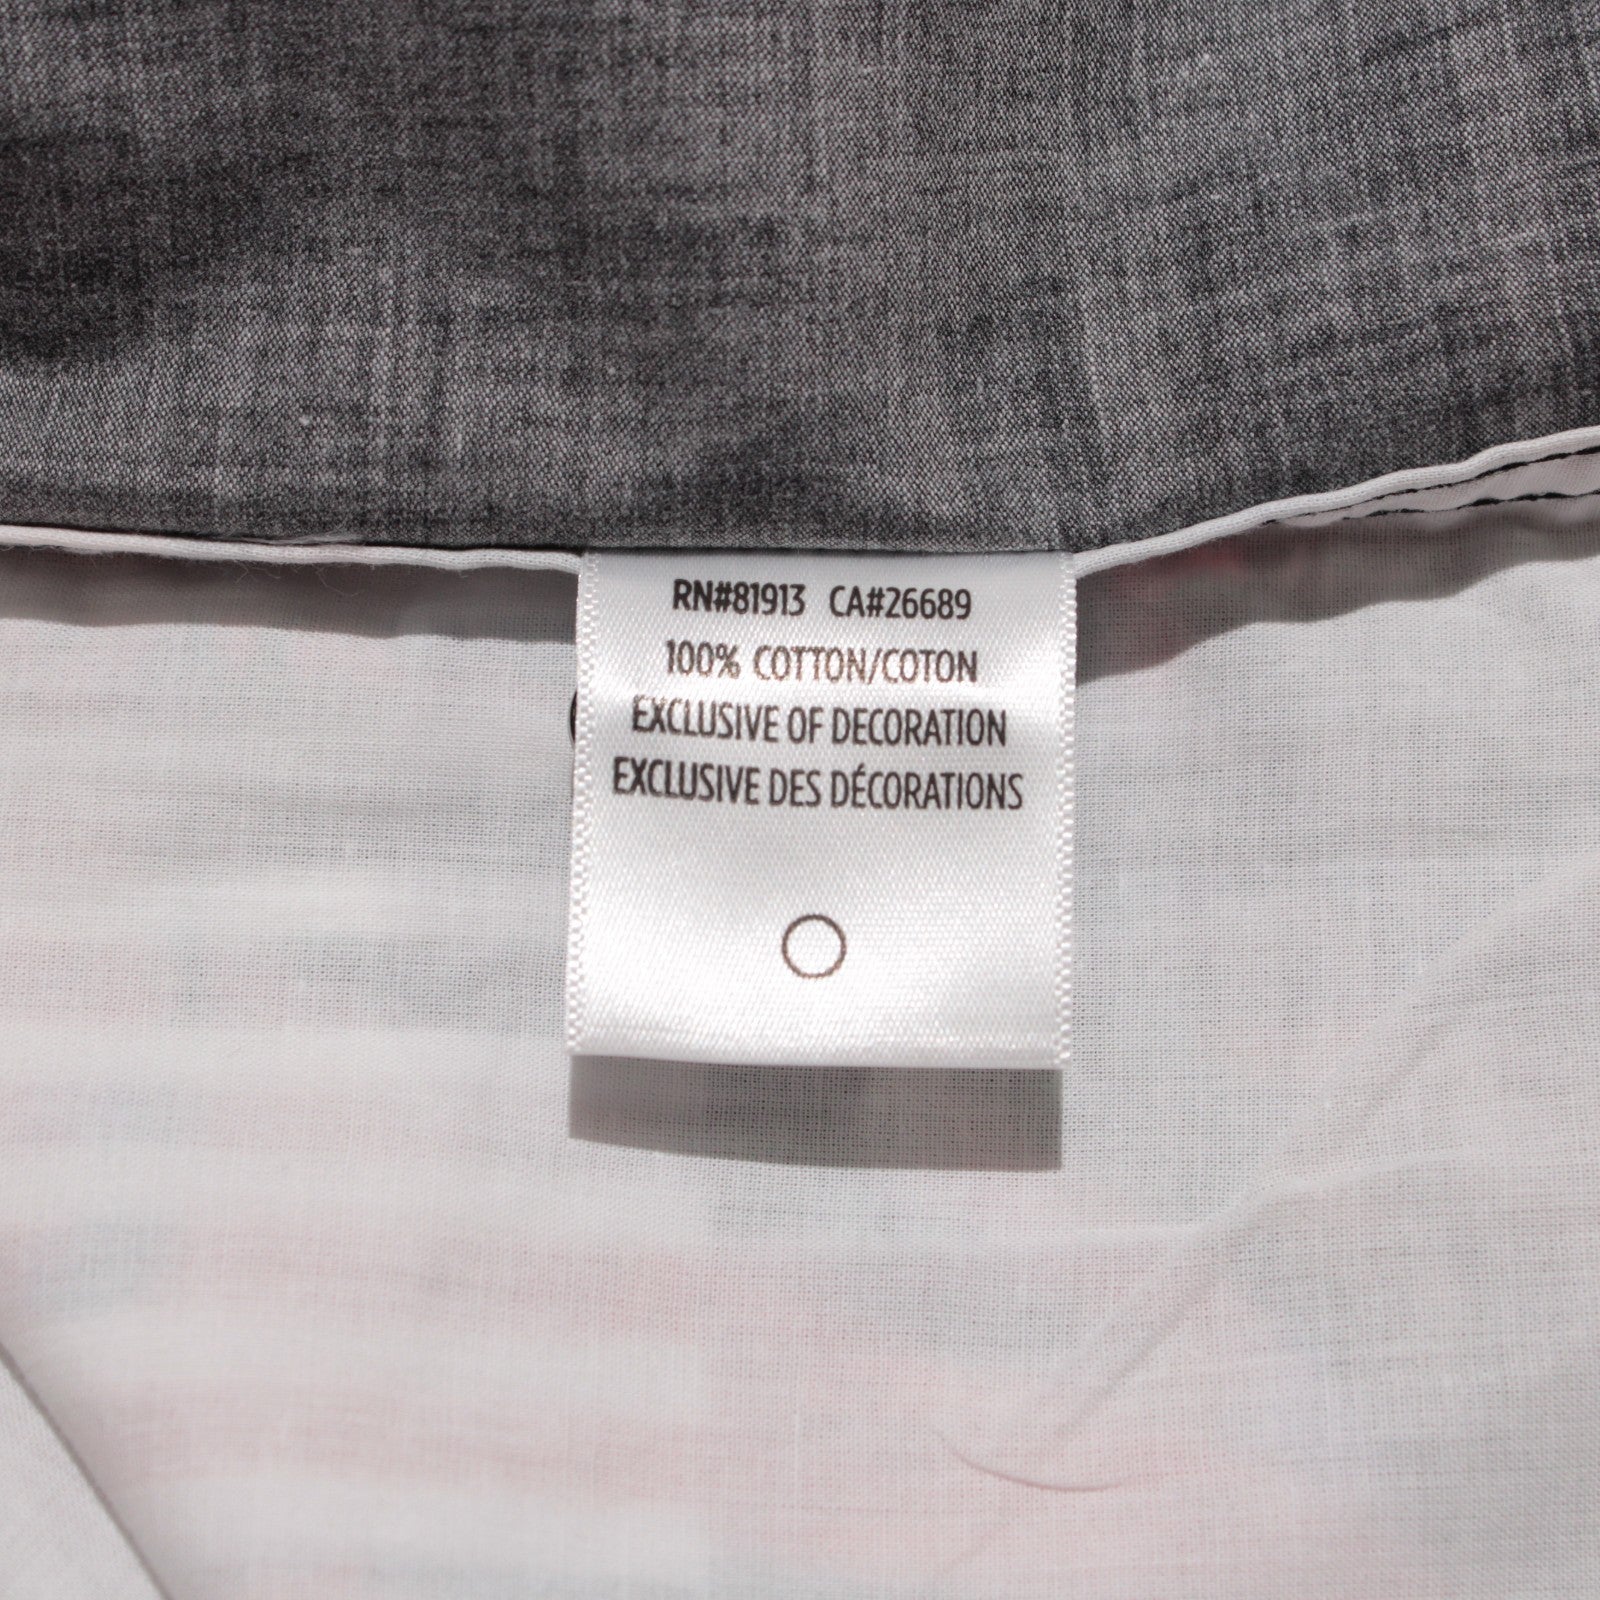 RN#81913 CA#26689
100% COTTON/COTON
EXCLUSIVE OF DECORATION
EXCLUSIVE DES DÉCORATIONS